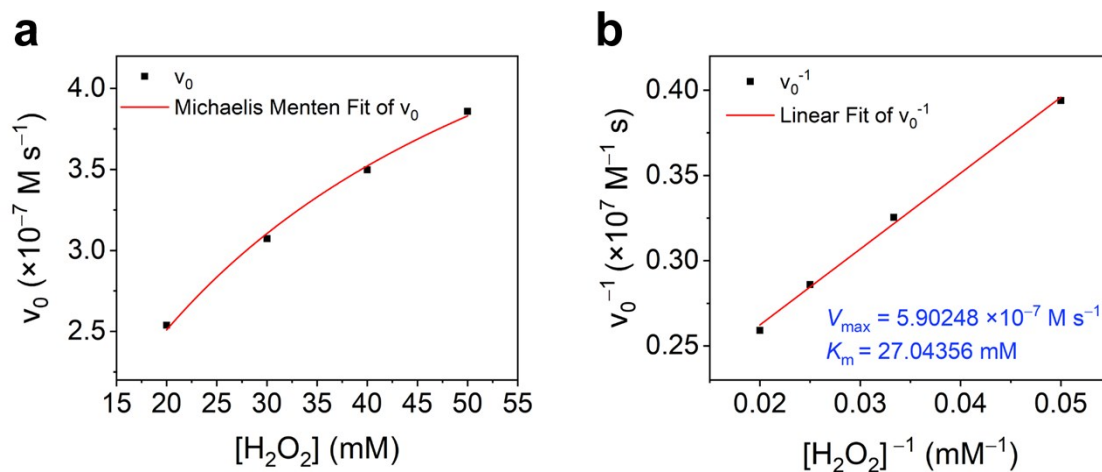 a
v₀
Michaelis Menten Fit of v₀
4.0
3.5
3.0
2.5
15 20 25 30 35 40 45 50 55
v₀ (×10⁻⁷ M s⁻¹)
[H₂O₂] (mM)
b
v₀⁻¹
Linear Fit of v₀⁻¹
0.40
0.35
0.30
0.25
0.02 0.03 0.04 0.05
v₀⁻¹ (×10⁷ M⁻¹ s)
[H₂O₂]⁻¹ (mM⁻¹)
Vmax = 5.90248 ×10⁻⁷ M s⁻¹
Kₘ = 27.04356 mM